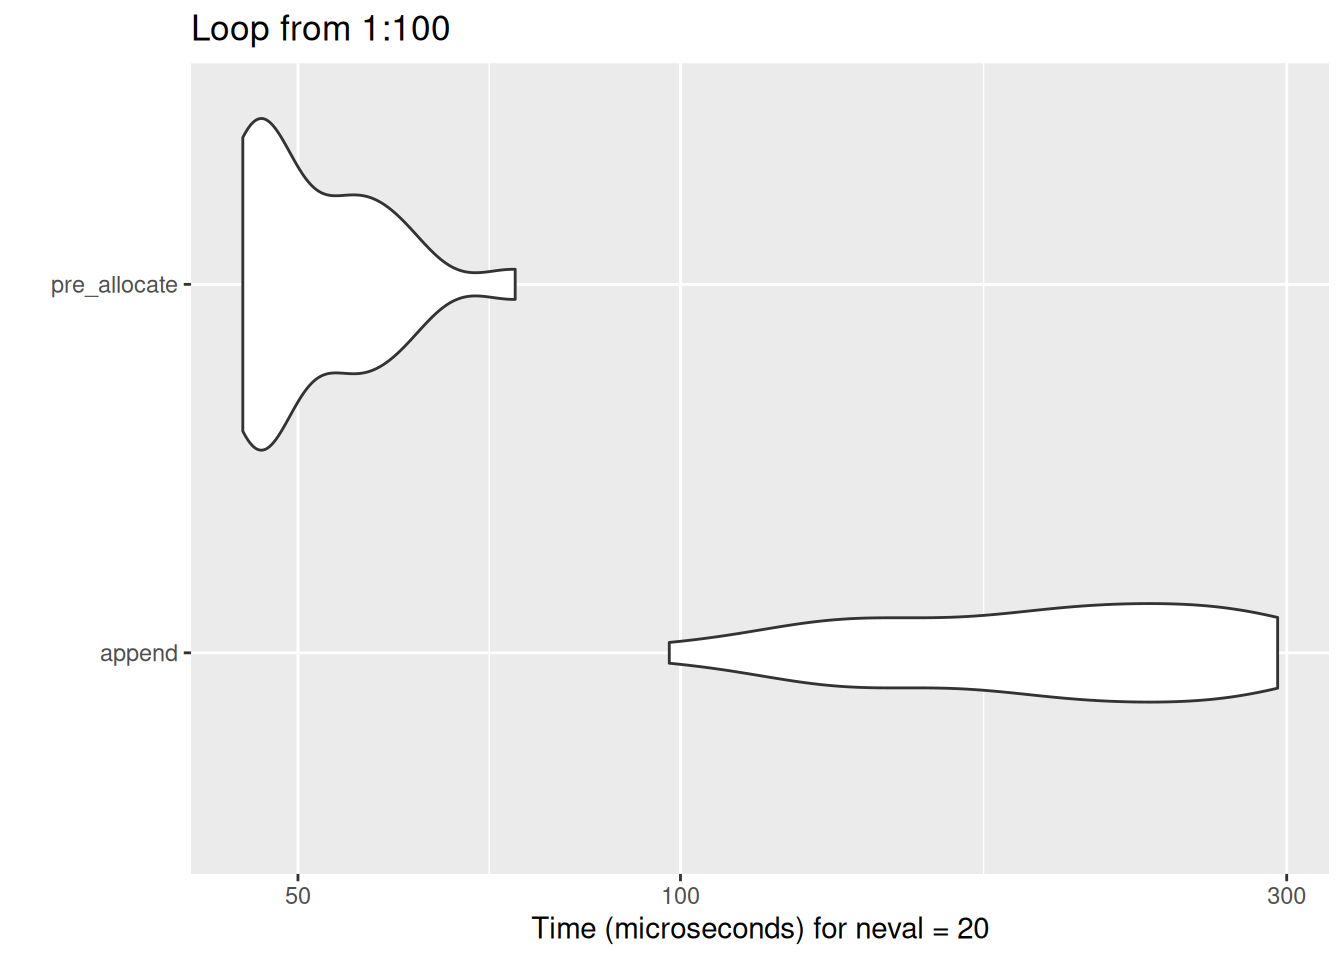 Loop from 1:100
pre_allocate
append
50
100
300
Time (microseconds) for neval = 20